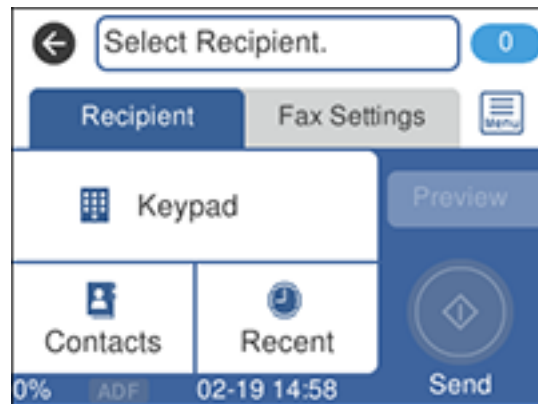 Select Recipient.
0
Recipient
Fax Settings
Menu
Keypad
Preview
Contacts
Recent
0%
ADF
02-19 14:58
Send